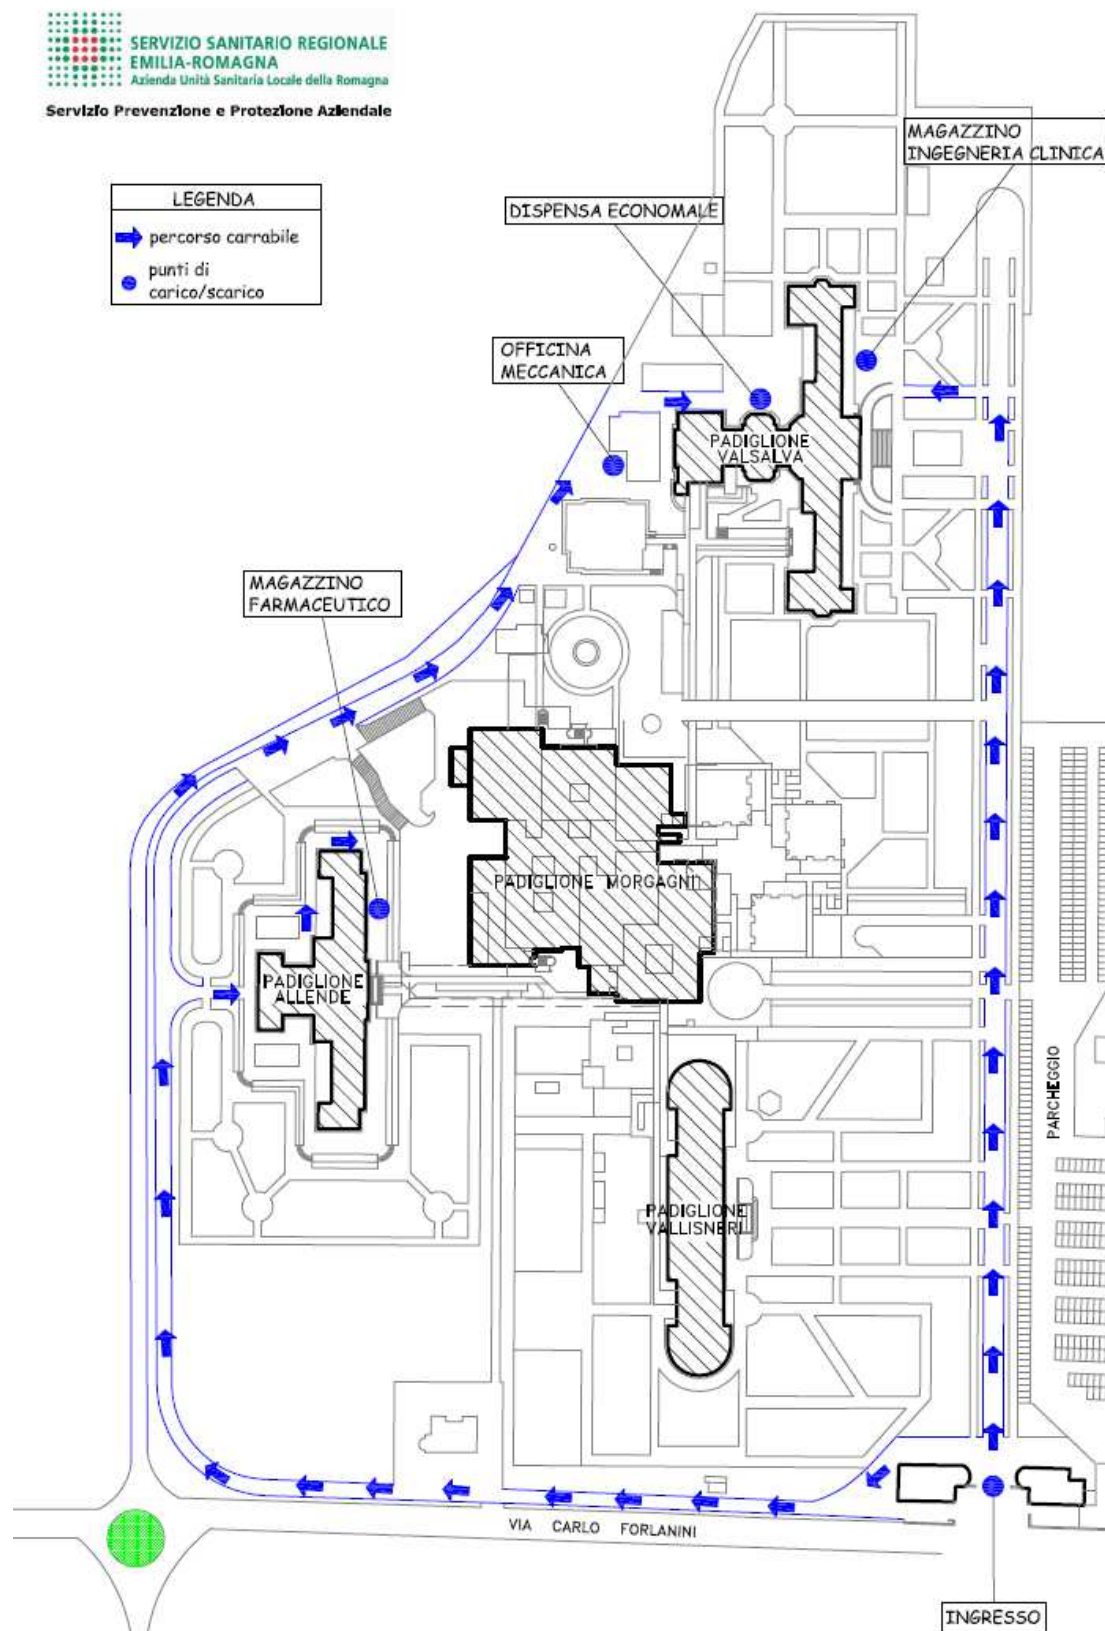 SERVIZIO SANITARIO REGIONALE
EMILIA-ROMAGNA
Azienda Unità Sanitaria Locale della Romagna
Servizio Prevenzione e Protezione Aziendale
LEGENDA
percorso carrabile
punti di
carico/scarico
MAGAZZINO
INGEGNERIA CLINICA
DISPENSA ECONOMALE
OFFICINA
MECCANICA
PADIGLIONE
VALSALVA
MAGAZZINO
FARMACEUTICO
PADIGLIONE MORGAGNI
PADIGLIONE
ALLENDE
PARCHEGGIO
PADIGLIONE
VALLISNERI
VIA CARLO FORLANINI
INGRESSO